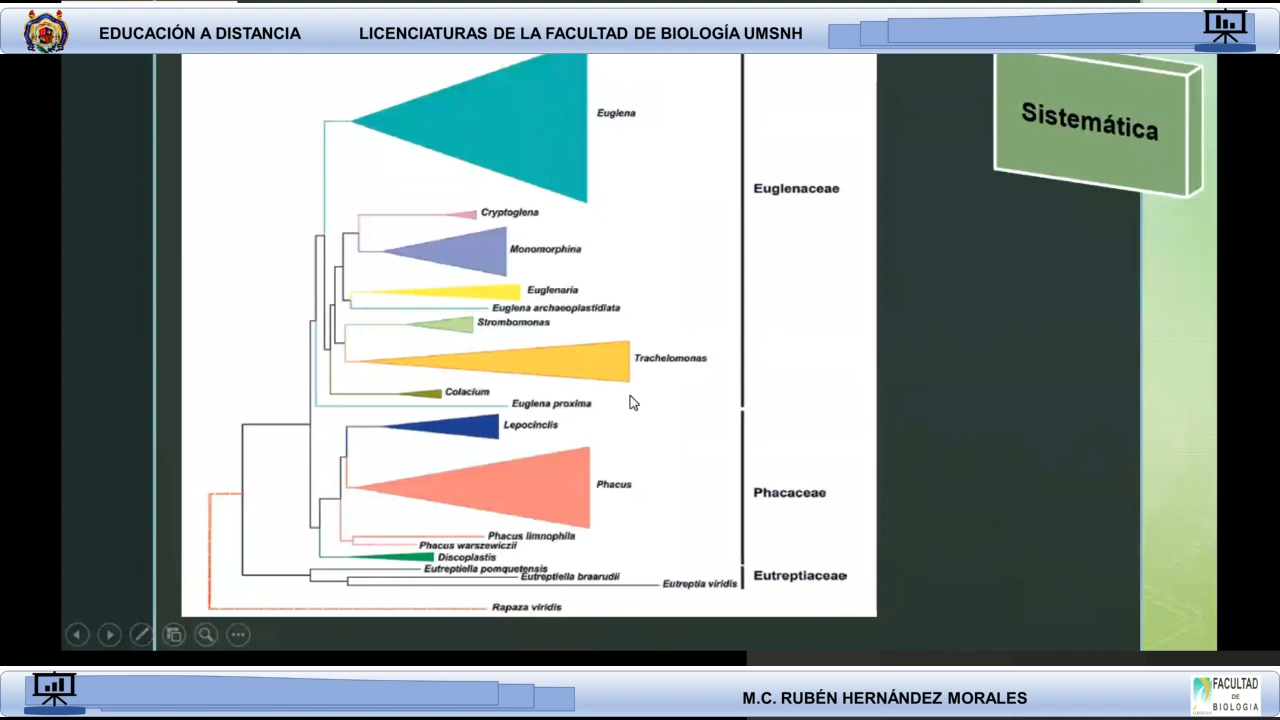 EDUCACIÓN A DISTANCIA
LICENCIATURAS DE LA FACULTAD DE BIOLOGÍA UMSNH
Sistemática
Euglena
Euglenaceae
Cryptoglena
Monomorphina
Euglenaria
Euglena archaeoplastidiata
Strombomonas
Trachelomonas
Colacium
Euglena proxima
Lepocinclis
Phacus
Phacaceae
Phacus limnophila
Phacus warszewiczii
Discoplastis
Eutreptiella pomquetensis
Eutreptiella braarudii
Eutreptia viridis
Eutreptiaceae
Rapaza viridis
M.C. RUBÉN HERNÁNDEZ MORALES
FACULTAD
DE
BIOLOGIA